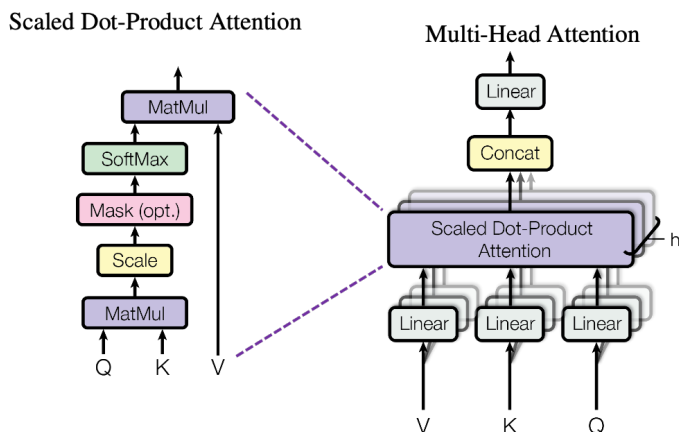 Scaled Dot-Product Attention
MatMul
SoftMax
Mask (opt.)
Scale
MatMul
Q K V
Multi-Head Attention
Linear
Concat
Scaled Dot-Product
Attention
h
Linear Linear Linear
V K Q